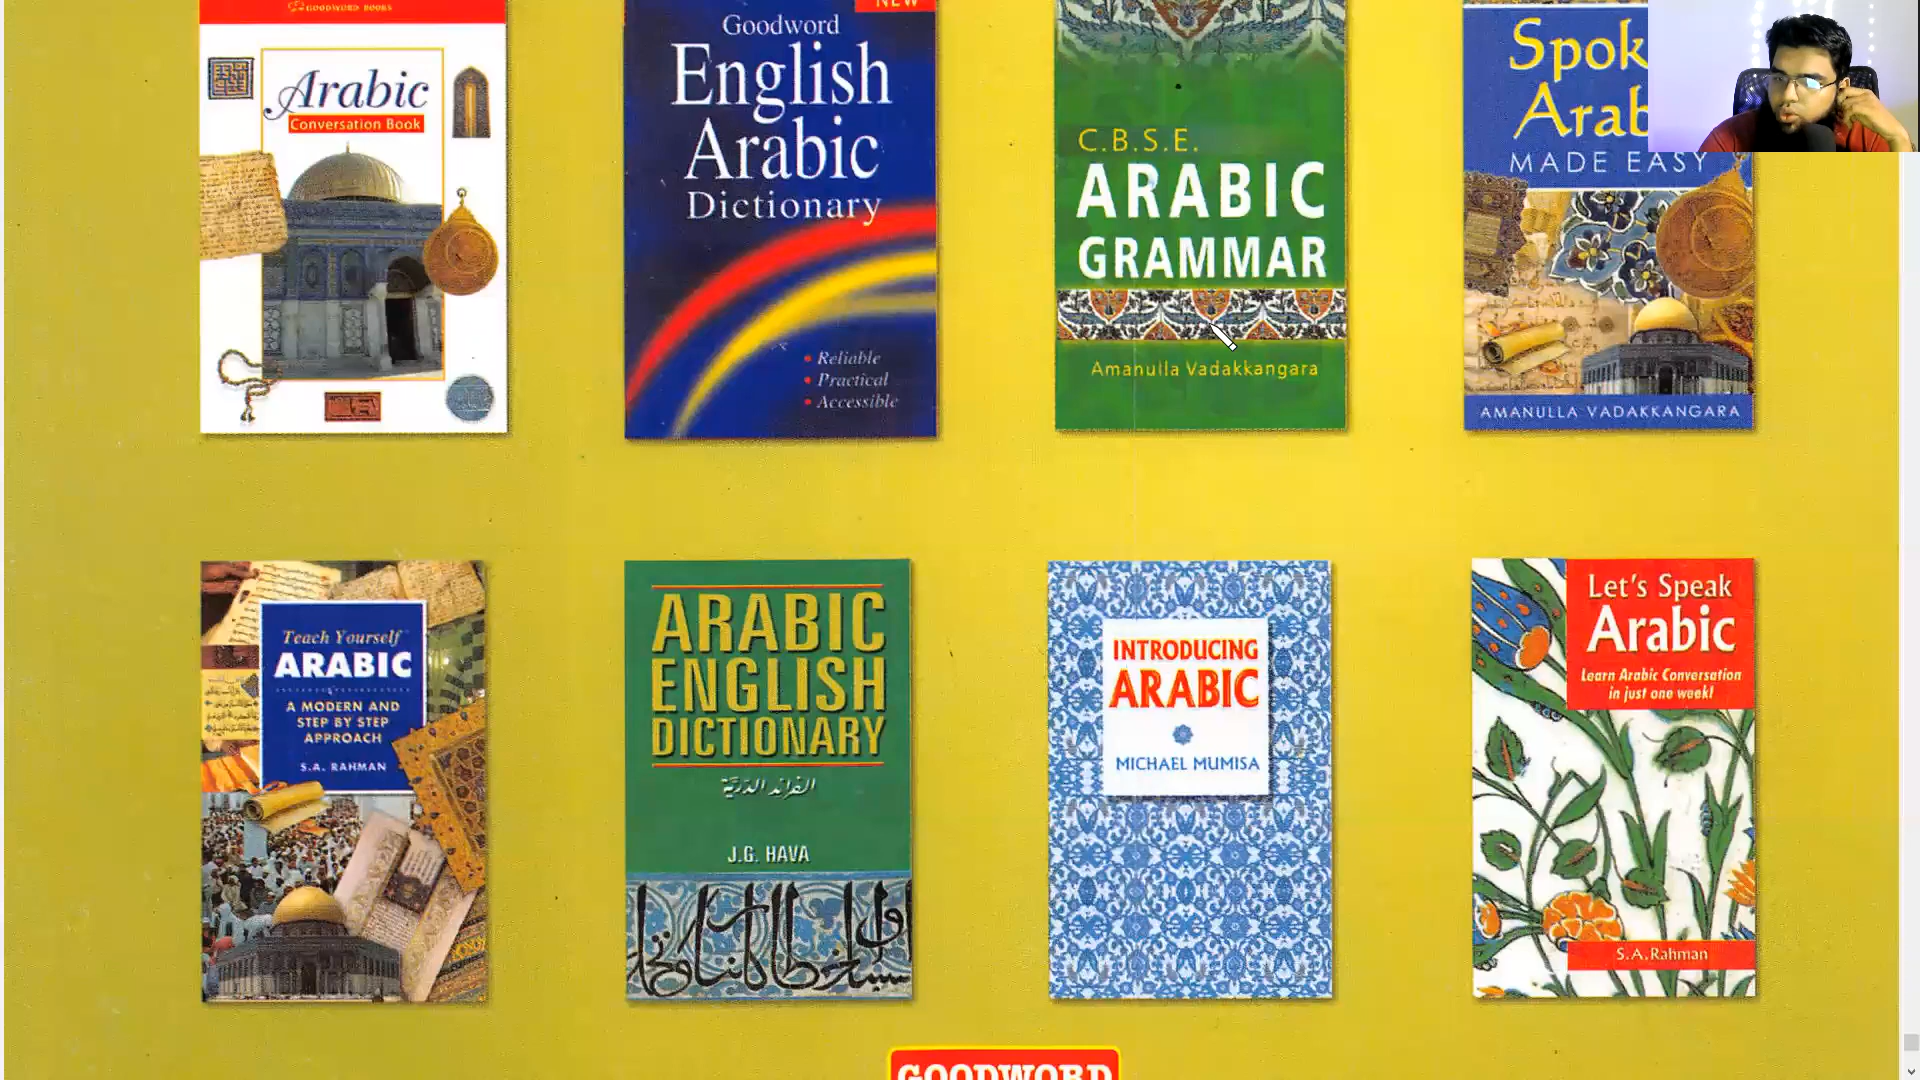 GOODWORD BOOKS
Arabic
Conversation Book
NEW
Goodword
English
Arabic
Dictionary
• Reliable
• Practical
• Accessible
C.B.S.E.
ARABIC
GRAMMAR
Amanulla Vadakkangara
Spok
Arab
MADE EASY
AMANULLA VADAKKANGARA
Teach Yourself
ARABIC
A MODERN AND
STEP BY STEP
APPROACH
S.A. RAHMAN
ARABIC
ENGLISH
DICTIONARY
الفرائد الدرية
J.G. HAVA
INTRODUCING
ARABIC
MICHAEL MUMISA
Let's Speak
Arabic
Learn Arabic Conversation
in just one week!
S.A.Rahman
GOODWORD